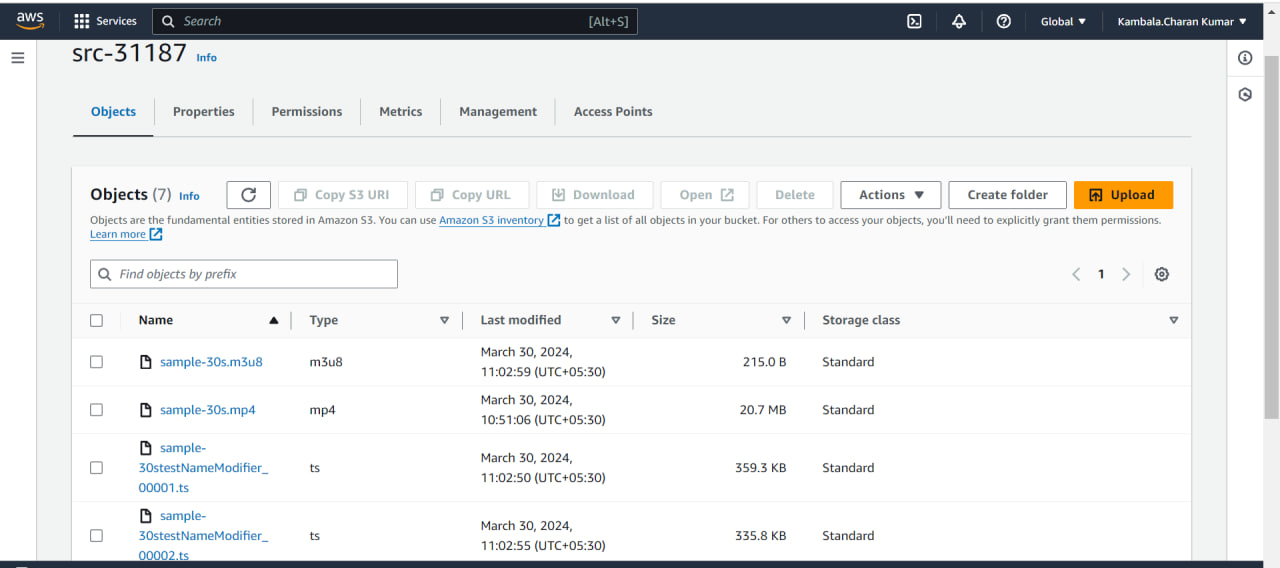 aws Services Search [Alt+S] Global Kambala.Charan Kumar
src-31187 Info
Objects Properties Permissions Metrics Management Access Points
Objects (7) Info Copy S3 URI Copy URL Download Open Delete Actions Create folder Upload
Objects are the fundamental entities stored in Amazon S3. You can use Amazon S3 inventory to get a list of all objects in your bucket. For others to access your objects, you'll need to explicitly grant them permissions.
Learn more
Find objects by prefix 1
Name Type Last modified Size Storage class
sample-30s.m3u8 m3u8 March 30, 2024, 11:02:59 (UTC+05:30) 215.0 B Standard
sample-30s.mp4 mp4 March 30, 2024, 10:51:06 (UTC+05:30) 20.7 MB Standard
sample-30stestNameModifier_00001.ts ts March 30, 2024, 11:02:50 (UTC+05:30) 359.3 KB Standard
sample-30stestNameModifier_00002.ts ts March 30, 2024, 11:02:55 (UTC+05:30) 335.8 KB Standard